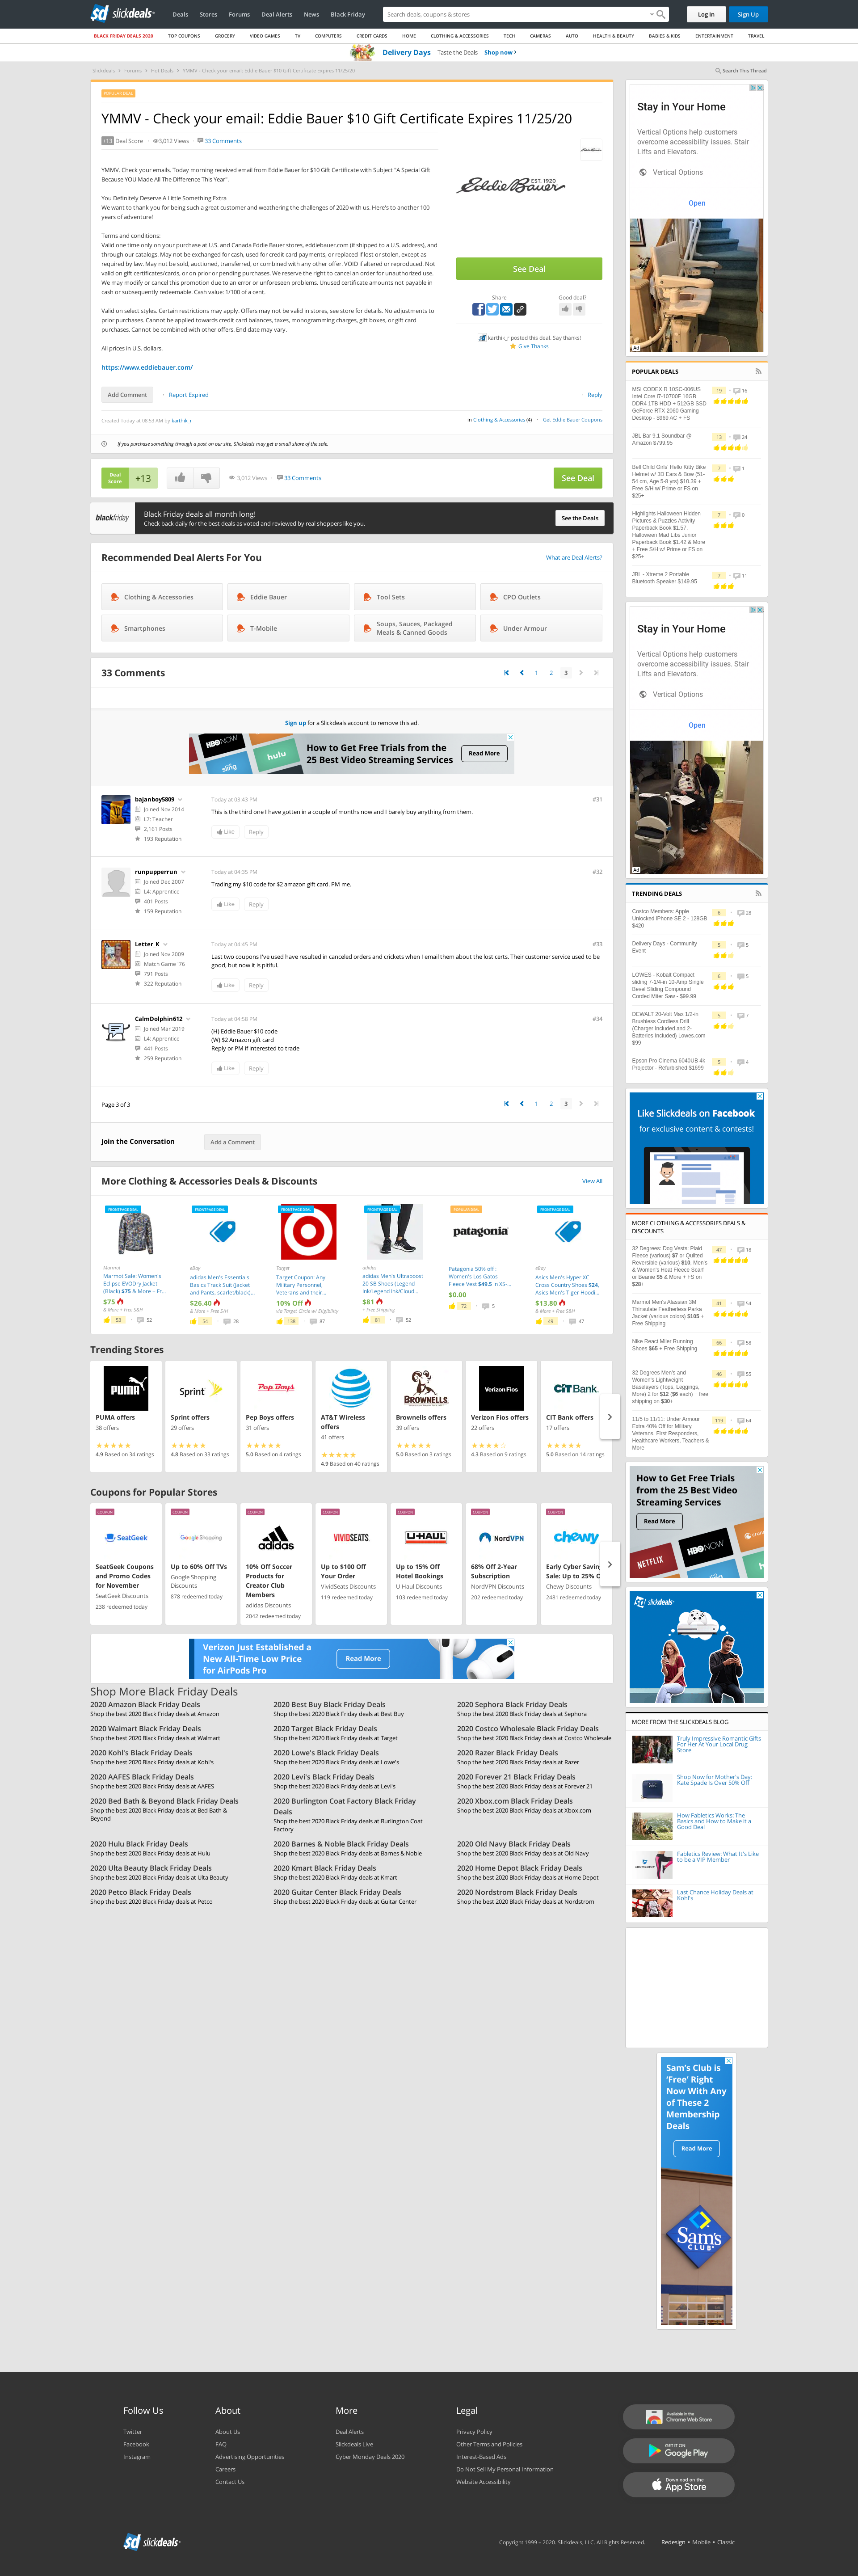 sd slickdeals
Deals Stores Forums Deal Alerts News Black Friday
Search deals, coupons & stores
Log In Sign Up
BLACK FRIDAY DEALS 2020 TOP COUPONS GROCERY VIDEO GAMES TV COMPUTERS CREDIT CARDS HOME CLOTHING & ACCESSORIES TECH CAMERAS AUTO HEALTH & BEAUTY BABIES & KIDS ENTERTAINMENT TRAVEL
Delivery Days Taste the Deals Shop now ›
Slickdeals › Forums › Hot Deals › YMMV - Check your email: Eddie Bauer $10 Gift Certificate Expires 11/25/20
Search This Thread
POPULAR DEAL
YMMV - Check your email: Eddie Bauer $10 Gift Certificate Expires 11/25/20
+13 Deal Score · 3,012 Views · 33 Comments
YMMV. Check your emails, Today morning received email from Eddie Bauer for $10 Gift Certificate with Subject "A Special Gift
Because YOU Made All The Difference This Year".
You Definitely Deserve A Little Something Extra
We want to thank you for being such a great customer and weathering the challenges of 2020 with us. Here's to another 100
years of adventure!
Terms and conditions:
Valid one time only on your purchase at U.S. and Canada Eddie Bauer stores, eddiebauer.com (if shipped to a U.S. address), and
through our catalogs. May not be exchanged for cash, used for credit card payments, or replaced if lost or stolen, except as
required by law. May not be sold, auctioned, transferred, or combined with any other offer. VOID if altered or reproduced. Not
valid on gift certificates/cards, or on prior or pending purchases. We reserve the right to cancel an order for unauthorized use.
We may modify or cancel this promotion due to an error or unforeseen problems. Unused certificate amounts not payable in
cash or subsequently redeemable. Cash value: 1/100 of a cent.
Valid on select styles. Certain restrictions may apply. Offers may not be valid in stores, see store for details. No adjustments to
prior purchases. Cannot be applied towards credit card balances, taxes, monogramming charges, gift boxes, or gift card
purchases. Cannot be combined with other offers. End date may vary.
All prices in U.S. dollars.
https://www.eddiebauer.com/
Eddie Bauer EST. 1920
See Deal
Share Good deal?
karthik_r posted this deal. Say thanks!
Give Thanks
Add Comment · Report Expired · Reply
Created Today at 08:53 AM by karthik_r
in Clothing & Accessories (4) · Get Eddie Bauer Coupons
If you purchase something through a post on our site, Slickdeals may get a small share of the sale.
Deal Score +13
3,012 Views · 33 Comments
See Deal
blackfriday
Black Friday deals all month long!
Check back daily for the best deals as voted and reviewed by real shoppers like you.
See the Deals
Recommended Deal Alerts For You
What are Deal Alerts?
Clothing & Accessories Eddie Bauer Tool Sets CPO Outlets
Smartphones T-Mobile Soups, Sauces, Packaged Meals & Canned Goods Under Armour
33 Comments
1 2 3
Sign up for a Slickdeals account to remove this ad.
HBO NOW sling hulu
How to Get Free Trials from the
25 Best Video Streaming Services
Read More
bajanboy5809
Joined Nov 2014
L7: Teacher
2,161 Posts
193 Reputation
Today at 03:43 PM #31
This is the third one I have gotten in a couple of months now and I barely buy anything from them.
Like Reply
runpupperrun
Joined Dec 2007
L4: Apprentice
401 Posts
159 Reputation
Today at 04:35 PM #32
Trading my $10 code for $2 amazon gift card. PM me.
Like Reply
Letter_K
Joined Nov 2009
Match Game '76
791 Posts
322 Reputation
Today at 04:45 PM #33
Last two coupons I've used have resulted in canceled orders and crickets when I email them about the lost certs. Their customer service used to be
good, but now it is pitiful.
Like Reply
CalmDolphin612
Joined Mar 2019
L4: Apprentice
441 Posts
259 Reputation
Today at 04:58 PM #34
(H) Eddie Bauer $10 code
(W) $2 Amazon gift card
Reply or PM if interested to trade
Like Reply
Page 3 of 3
1 2 3
Join the Conversation
Add a Comment
More Clothing & Accessories Deals & Discounts
View All
FRONTPAGE DEAL
Marmot
Marmot Sale: Women's
Eclipse EVODry Jacket
(Black) $75 & More + Fr...
$75
& More + Free S&H
53 · 52
FRONTPAGE DEAL
eBay
adidas Men's Essentials
Basics Track Suit (Jacket
and Pants, scarlet/black)...
$26.40
& More + Free S/H
54 · 28
FRONTPAGE DEAL
Target
Target Coupon: Any
Military Personnel,
Veterans and their...
10% Off
via Target Circle w/ Eligibility
138 · 87
FRONTPAGE DEAL
adidas
adidas Men's Ultraboost
20 SB Shoes (Legend
Ink/Legend Ink/Cloud...
$81
+ Free Shipping
81 · 52
POPULAR DEAL
patagonia
Patagonia 50% off:
Women's Los Gatos
Fleece Vest $49.5 in XS-...
$0.00
72 · 5
FRONTPAGE DEAL
eBay
Asics Men's Hyper XC
Cross Country Shoes $24,
Asics Men's Tiger Hoodi...
$13.80
& More + Free S&H
49 · 47
Trending Stores
PUMA
PUMA offers
38 offers
4.9 Based on 34 ratings
Sprint
Sprint offers
29 offers
4.8 Based on 33 ratings
Pep Boys
Pep Boys offers
31 offers
5.0 Based on 4 ratings
AT&T Wireless
offers
41 offers
4.9 Based on 40 ratings
BROWNELLS
Brownells offers
39 offers
5.0 Based on 3 ratings
Verizon Fios
Verizon Fios offers
22 offers
4.3 Based on 9 ratings
CIT BANK
CIT Bank offers
17 offers
5.0 Based on 14 ratings
Coupons for Popular Stores
COUPON
SeatGeek
SeatGeek Coupons
and Promo Codes
for November
SeatGeek Discounts
238 redeemed today
COUPON
Google Shopping
Up to 60% Off TVs
Google Shopping
Discounts
878 redeemed today
COUPON
adidas
10% Off Soccer
Products for
Creator Club
Members
adidas Discounts
2042 redeemed today
COUPON
VIVIDSEATS
Up to $100 Off
Your Order
VividSeats Discounts
119 redeemed today
COUPON
U-HAUL
Up to 15% Off
Hotel Bookings
U-Haul Discounts
103 redeemed today
COUPON
NordVPN
68% Off 2-Year
Subscription
NordVPN Discounts
202 redeemed today
COUPON
chewy
Early Cyber Saving
Sale: Up to 25% O
Chewy Discounts
2481 redeemed today
Verizon Just Established a
New All-Time Low Price
for AirPods Pro
Read More
Shop More Black Friday Deals
2020 Amazon Black Friday Deals
Shop the best 2020 Black Friday deals at Amazon
2020 Best Buy Black Friday Deals
Shop the best 2020 Black Friday deals at Best Buy
2020 Sephora Black Friday Deals
Shop the best 2020 Black Friday deals at Sephora
2020 Walmart Black Friday Deals
Shop the best 2020 Black Friday deals at Walmart
2020 Target Black Friday Deals
Shop the best 2020 Black Friday deals at Target
2020 Costco Wholesale Black Friday Deals
Shop the best 2020 Black Friday deals at Costco Wholesale
2020 Kohl's Black Friday Deals
Shop the best 2020 Black Friday deals at Kohl's
2020 Lowe's Black Friday Deals
Shop the best 2020 Black Friday deals at Lowe's
2020 Razer Black Friday Deals
Shop the best 2020 Black Friday deals at Razer
2020 AAFES Black Friday Deals
Shop the best 2020 Black Friday deals at AAFES
2020 Levi's Black Friday Deals
Shop the best 2020 Black Friday deals at Levi's
2020 Forever 21 Black Friday Deals
Shop the best 2020 Black Friday deals at Forever 21
2020 Bed Bath & Beyond Black Friday Deals
Shop the best 2020 Black Friday deals at Bed Bath &
Beyond
2020 Burlington Coat Factory Black Friday
Deals
Shop the best 2020 Black Friday deals at Burlington Coat
Factory
2020 Xbox.com Black Friday Deals
Shop the best 2020 Black Friday deals at Xbox.com
2020 Hulu Black Friday Deals
Shop the best 2020 Black Friday deals at Hulu
2020 Barnes & Noble Black Friday Deals
Shop the best 2020 Black Friday deals at Barnes & Noble
2020 Old Navy Black Friday Deals
Shop the best 2020 Black Friday deals at Old Navy
2020 Ulta Beauty Black Friday Deals
Shop the best 2020 Black Friday deals at Ulta Beauty
2020 Kmart Black Friday Deals
Shop the best 2020 Black Friday deals at Kmart
2020 Home Depot Black Friday Deals
Shop the best 2020 Black Friday deals at Home Depot
2020 Petco Black Friday Deals
Shop the best 2020 Black Friday deals at Petco
2020 Guitar Center Black Friday Deals
Shop the best 2020 Black Friday deals at Guitar Center
2020 Nordstrom Black Friday Deals
Shop the best 2020 Black Friday deals at Nordstrom
Stay in Your Home
Vertical Options help customers
overcome accessibility issues. Stair
Lifts and Elevators.
Vertical Options
Open
Ad
POPULAR DEALS
MSI CODEX R 10SC-006US
Intel Core i7-10700F 16GB
DDR4 1TB HDD + 512GB SSD
GeForce RTX 2060 Gaming
Desktop - $869 AC + FS
19 · 16
JBL Bar 9.1 Soundbar @
Amazon $799.95
13 · 24
Bell Child Girls' Hello Kitty Bike
Helmet w/ 3D Ears & Bow (51-
54 cm, Age 5-8 yrs) $10.39 +
Free S/H w/ Prime or FS on
$25+
7 · 1
Highlights Halloween Hidden
Pictures & Puzzles Activity
Paperback Book $1.57,
Halloween Mad Libs Junior
Paperback Book $1.42 & More
+ Free S/H w/ Prime or FS on
$25+
7 · 0
JBL - Xtreme 2 Portable
Bluetooth Speaker $149.95
7 · 11
Stay in Your Home
Vertical Options help customers
overcome accessibility issues. Stair
Lifts and Elevators.
Vertical Options
Open
Ad
TRENDING DEALS
Costco Members: Apple
Unlocked iPhone SE 2 - 128GB
$420
6 · 28
Delivery Days - Community
Event
5 · 5
LOWES - Kobalt Compact
sliding 7-1/4-in 10-Amp Single
Bevel Sliding Compound
Corded Miter Saw - $99.99
6 · 5
DEWALT 20-Volt Max 1/2-in
Brushless Cordless Drill
(Charger Included and 2-
Batteries Included) Lowes.com
$99
5 · 7
Epson Pro Cinema 6040UB 4k
Projector - Refurbished $1699
5 · 4
Like Slickdeals on Facebook
for exclusive content & contests!
MORE CLOTHING & ACCESSORIES DEALS &
DISCOUNTS
32 Degrees: Dog Vests: Plaid
Fleece (various) $7 or Quilted
Reversible (various) $10, Men's
& Women's Heat Fleece Scarf
or Beanie $5 & More + FS on
$28+
47 · 18
Marmot Men's Alassian 3M
Thinsulate Featherless Parka
Jacket (various colors) $105 +
Free Shipping
41 · 54
Nike React Miler Running
Shoes $65 + Free Shipping
66 · 58
32 Degrees Men's and
Women's Lightweight
Baselayers (Tops, Leggings,
More) 2 for $12 ($6 each) + free
shipping on $30+
46 · 55
11/5 to 11/11: Under Armour
Extra 40% Off for Military,
Veterans, First Responders,
Healthcare Workers, Teachers &
More
119 · 64
How to Get Free Trials
from the 25 Best Video
Streaming Services
Read More
NETFLIX HBO NOW hulu sling
sd slickdeals
MORE FROM THE SLICKDEALS BLOG
Truly Impressive Romantic Gifts
For Her At Your Local Drug
Store
Shop Now for Mother's Day:
Kate Spade Is Over 50% Off
How Fabletics Works: The
Basics and How to Make It a
Good Deal
Fabletics Review: What It's Like
to be a VIP Member
Last Chance Holiday Deals at
Kohl's
Sam's Club is
'Free' Right
Now With Any
of These 2
Membership
Deals
Read More
Sam's CLUB
Follow Us
Twitter
Facebook
Instagram
About
About Us
FAQ
Advertising Opportunities
Careers
Contact Us
More
Deal Alerts
Slickdeals Live
Cyber Monday Deals 2020
Legal
Privacy Policy
Other Terms and Policies
Interest-Based Ads
Do Not Sell My Personal Information
Website Accessibility
Available in the
Chrome Web Store
GET IT ON
Google Play
Download on the
App Store
sd slickdeals
Copyright 1999 – 2020. Slickdeals, LLC. All Rights Reserved. Redesign • Mobile • Classic